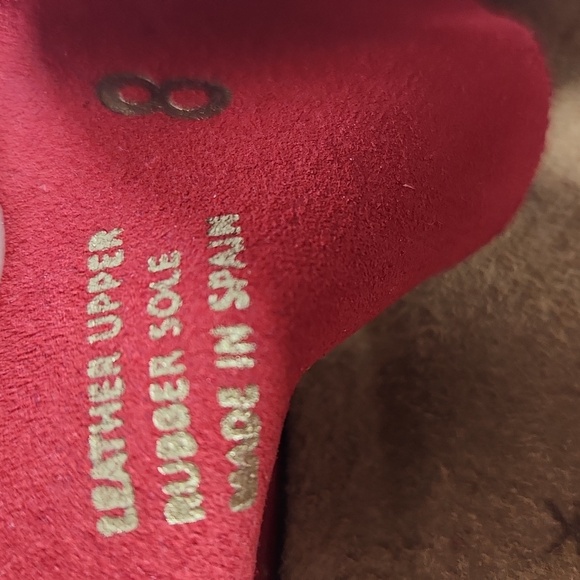 8
LEATHER UPPER
RUBBER SOLE
MADE IN SPAIN